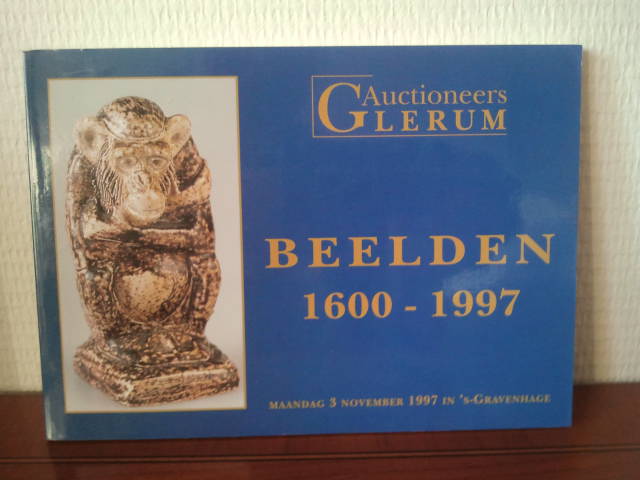 Auctioneers
GLERUM
BEELDEN
1600 - 1997
MAANDAG 3 NOVEMBER 1997 IN 's-GRAVENHAGE